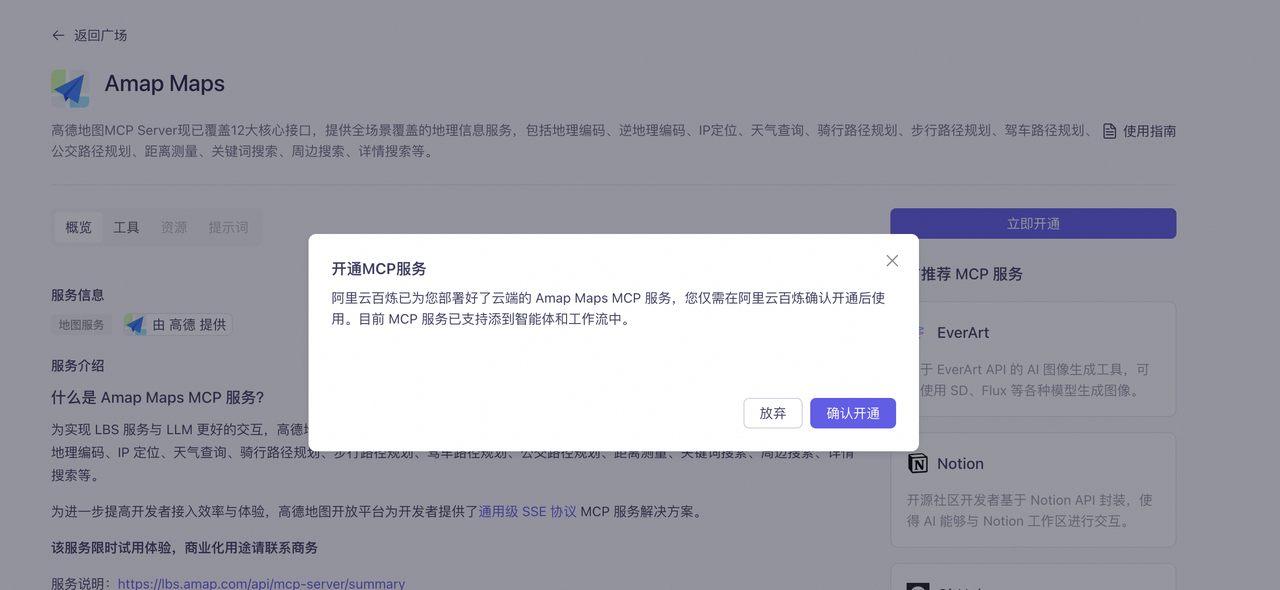 返回广场
Amap Maps
高德地图MCP Server现已覆盖12大核心接口，提供全场景覆盖的地理信息服务，包括地理编码、逆地理编码、IP定位、天气查询、骑行路径规划、步行路径规划、驾车路径规划、
公交路径规划、距离测量、关键词搜索、周边搜索、详情搜索等。
使用指南
概览 工具 资源 提示词
立即开通
开通MCP服务
阿里云百炼已为您部署好了云端的 Amap Maps MCP 服务，您仅需在阿里云百炼确认开通后使
用。目前 MCP 服务已支持添到智能体和工作流中。
放弃 确认开通
服务信息
地图服务 由 高德 提供
服务介绍
什么是 Amap Maps MCP 服务?
为实现 LBS 服务与 LLM 更好的交互，高德
地理编码、IP 定位、天气查询、骑行路径规划、步行路径规划、驾车路径规划、公交路径规划、距离测量、关键词搜索、周边搜索、详情
搜索等。
为进一步提高开发者接入效率与体验，高德地图开放平台为开发者提供了通用级 SSE 协议 MCP 服务解决方案。
该服务限时试用体验，商业化用途请联系商务
服务说明：https://lbs.amap.com/api/mcp-server/summary
推荐 MCP 服务
EverArt
于 EverArt API 的 AI 图像生成工具，可
使用 SD、Flux 等各种模型生成图像。
Notion
开源社区开发者基于 Notion API 封装，使
得 AI 能够与 Notion 工作区进行交互。